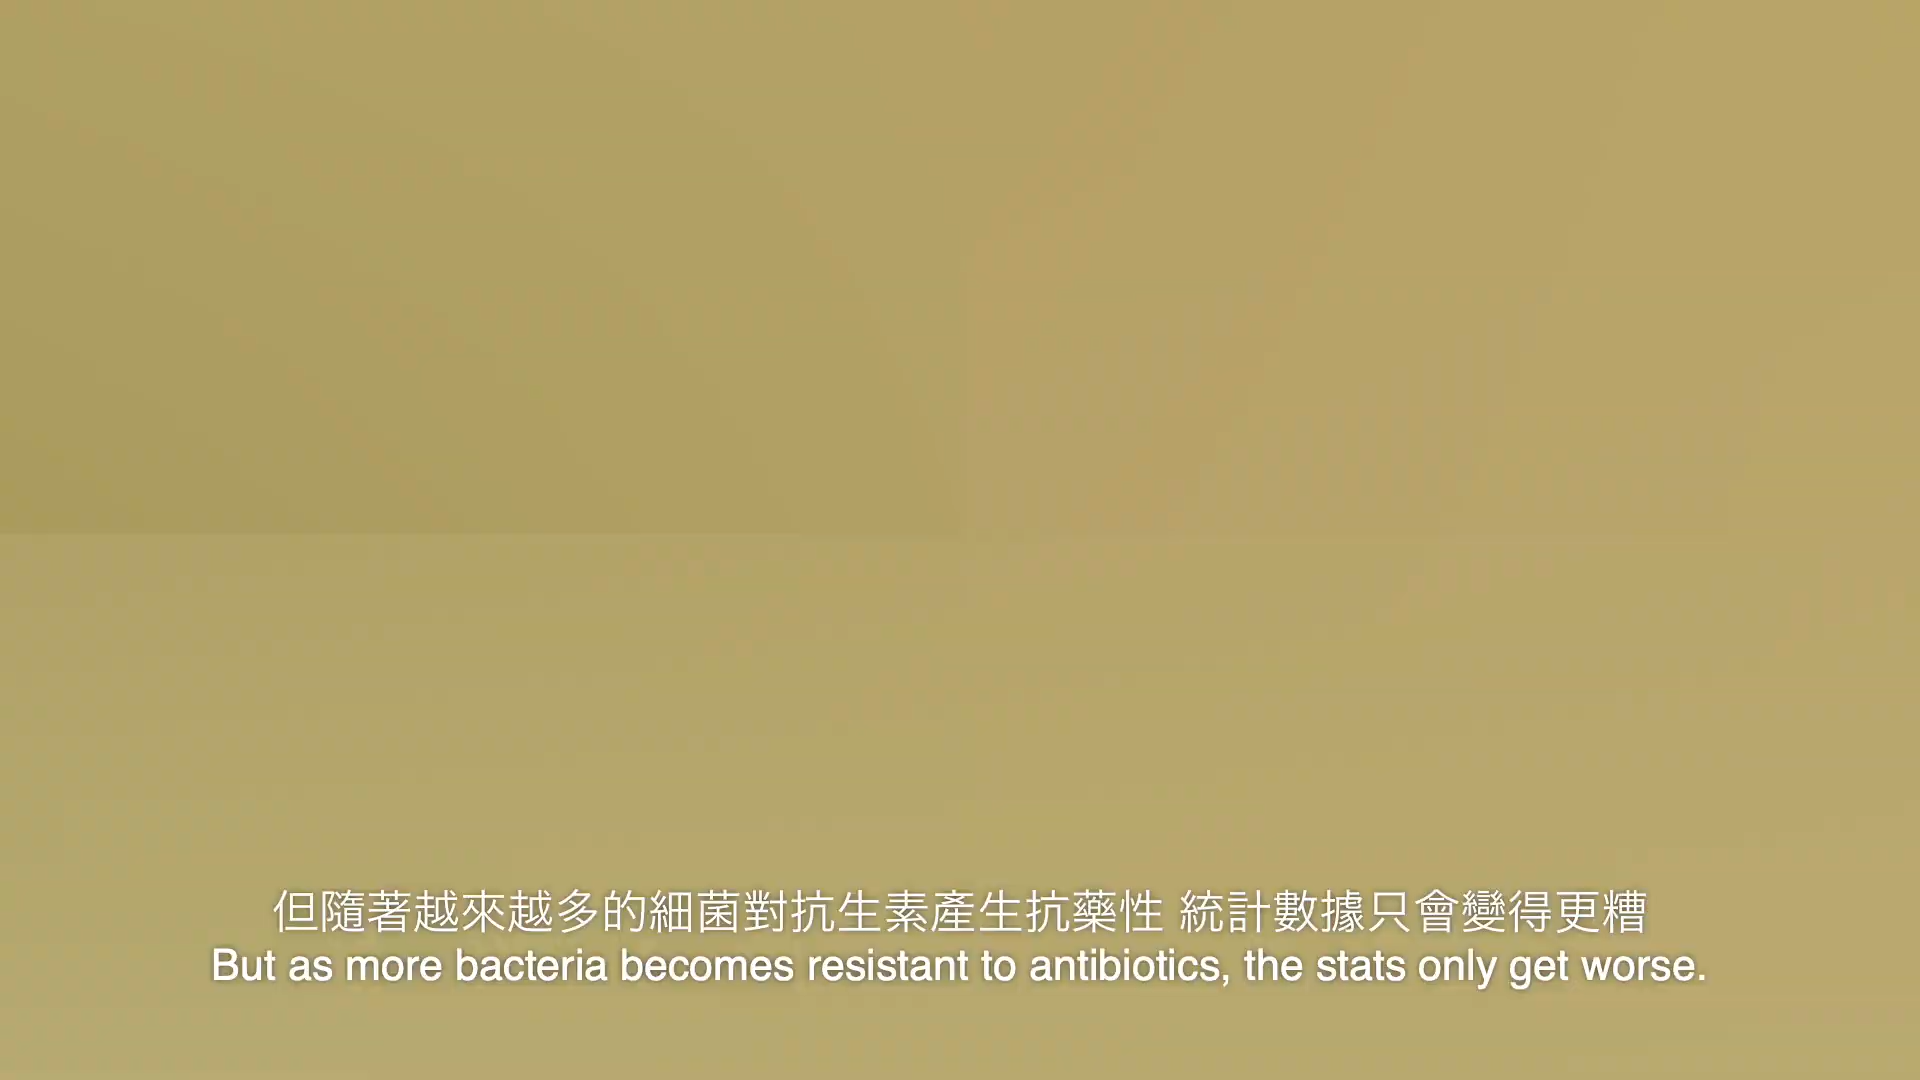 但隨著越來越多的細菌對抗生素產生抗藥性 統計數據只會變得更糟
But as more bacteria becomes resistant to antibiotics, the stats only get worse.